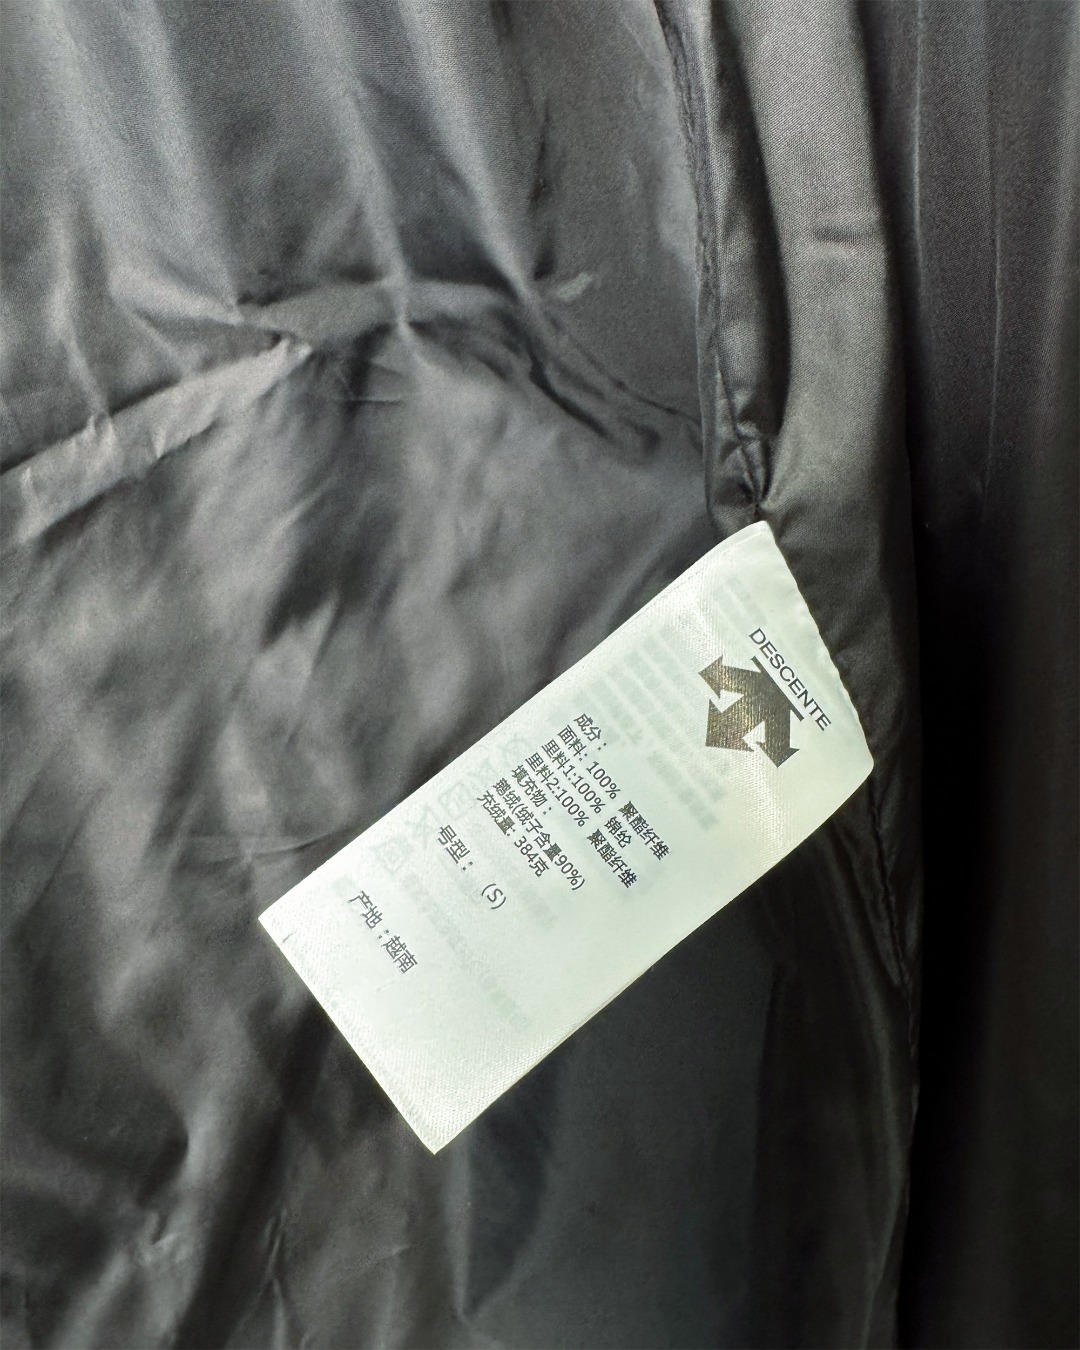 DESCENTE
成分：
面料: 100% 聚酯纤维
里料1:100% 锦纶
里料2:100% 聚酯纤维
填充物：
鹅绒(绒子含量90%)
充绒量: 384克
号型： (S)
产地：越南